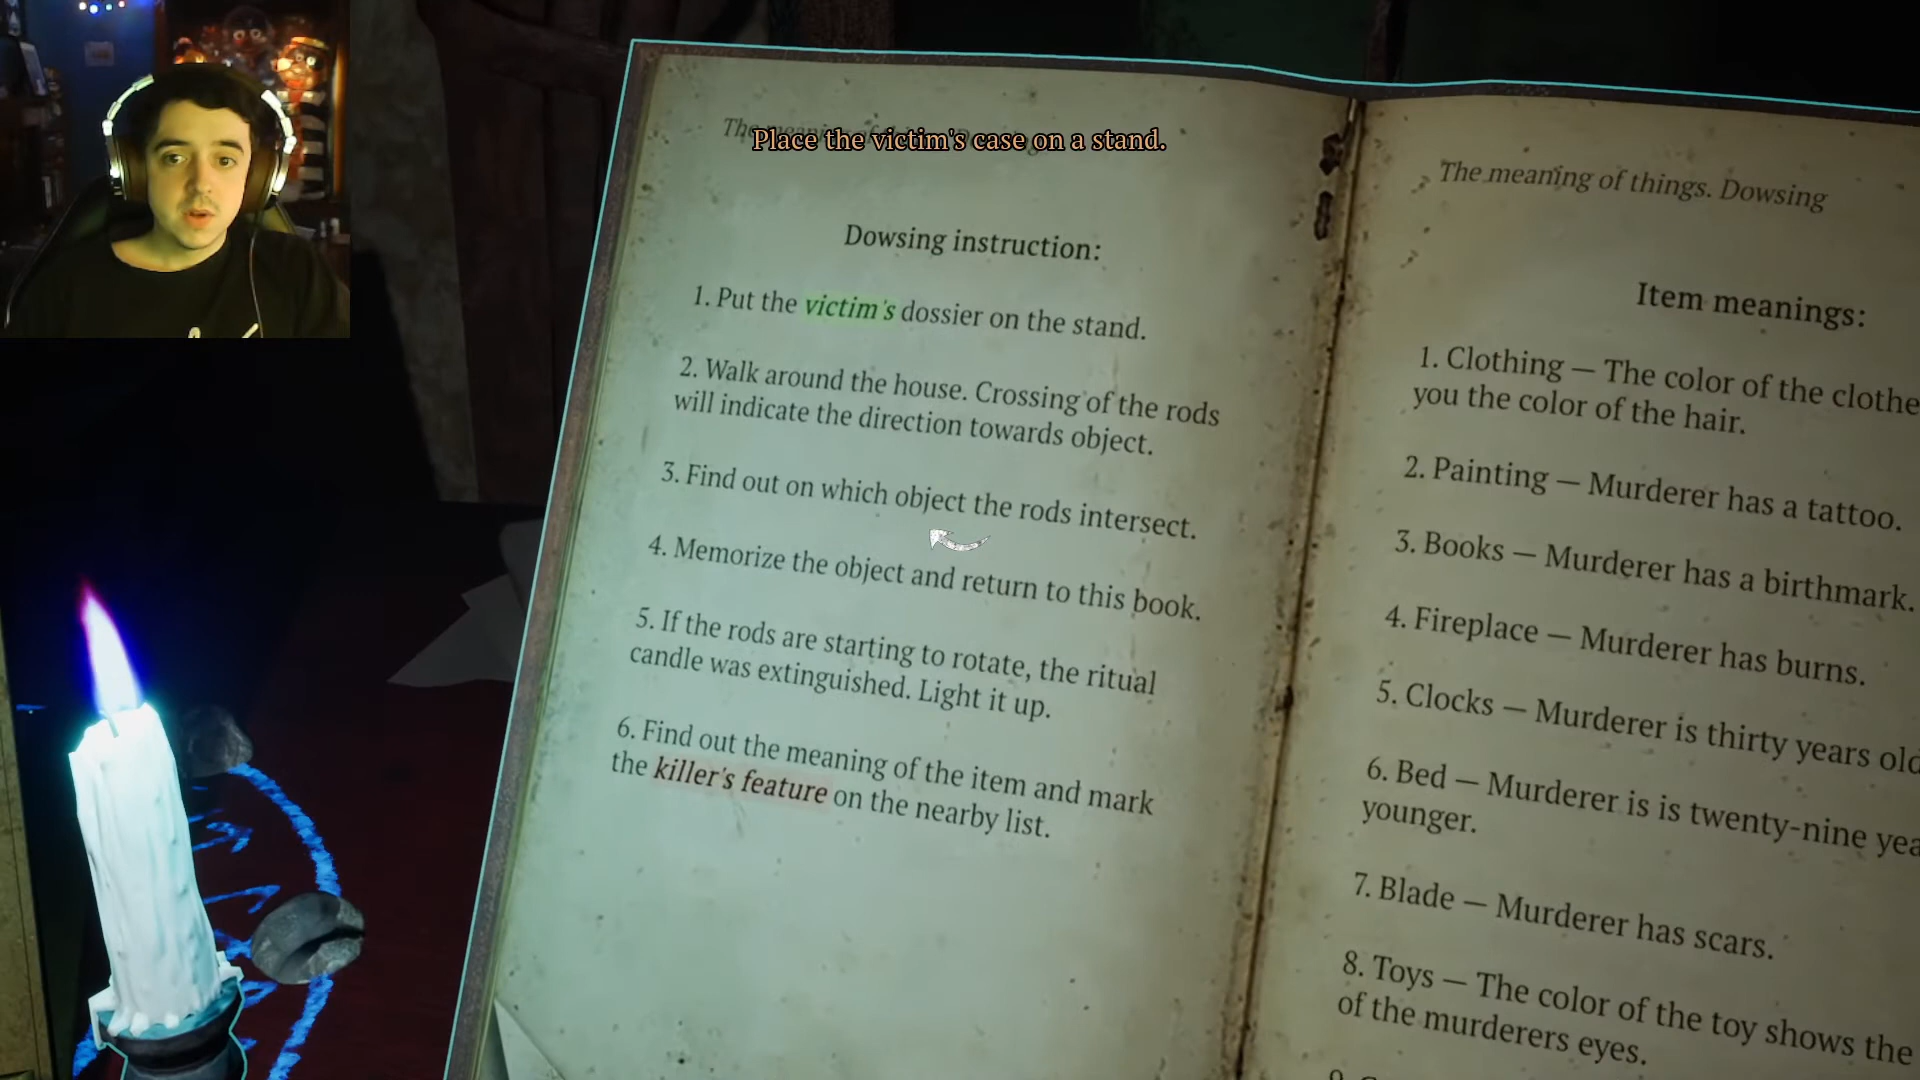 Place the victim's case on a stand.
Dowsing instruction:
1. Put the victim's dossier on the stand.
2. Walk around the house. Crossing of the rods
will indicate the direction towards object.
3. Find out on which object the rods intersect.
4. Memorize the object and return to this book.
5. If the rods are starting to rotate, the ritual
candle was extinguished. Light it up.
6. Find out the meaning of the item and mark
the killer's feature on the nearby list.
The meaning of things. Dowsing
Item meanings:
1. Clothing — The color of the clothe
you the color of the hair.
2. Painting — Murderer has a tattoo.
3. Books — Murderer has a birthmark.
4. Fireplace — Murderer has burns.
5. Clocks — Murderer is thirty years old
6. Bed — Murderer is is twenty-nine yea
younger.
7. Blade — Murderer has scars.
8. Toys — The color of the toy shows the
of the murderers eyes.